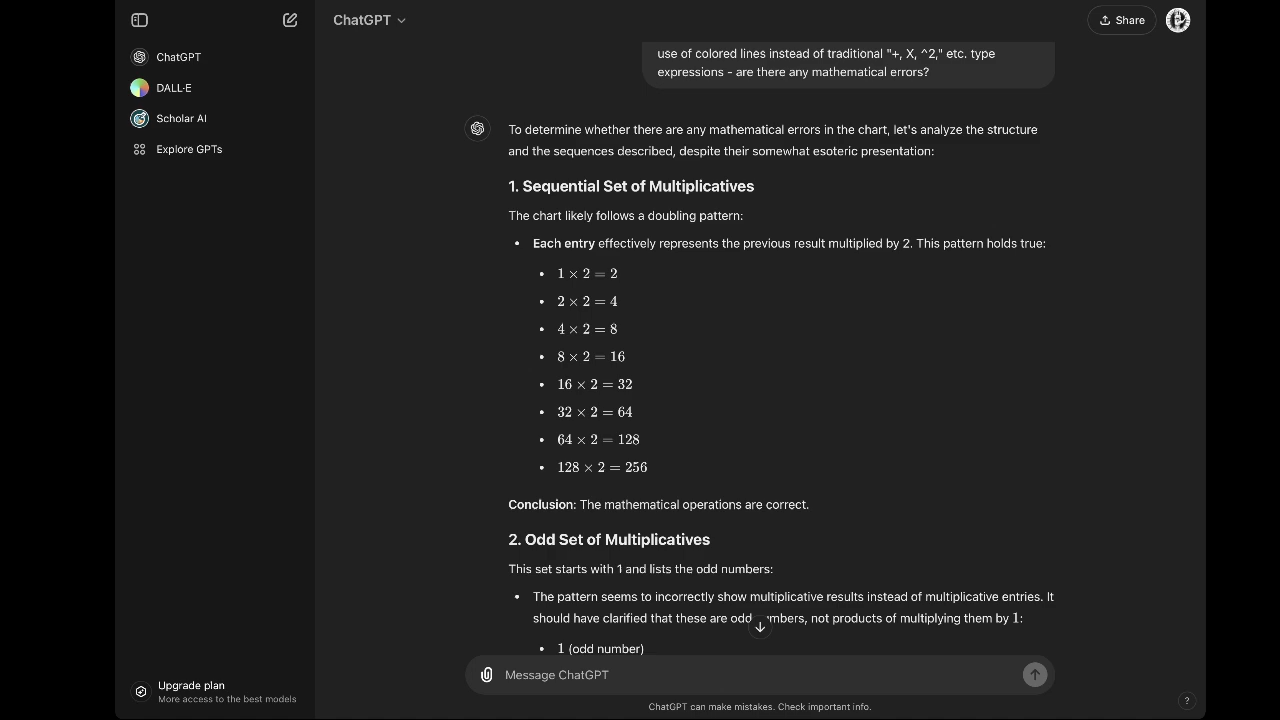 ChatGPT
Share
ChatGPT
DALL·E
Scholar AI
Explore GPTs
use of colored lines instead of traditional "+, X, ^2," etc. type
expressions - are there any mathematical errors?
To determine whether there are any mathematical errors in the chart, let's analyze the structure
and the sequences described, despite their somewhat esoteric presentation:
1. Sequential Set of Multiplicatives
The chart likely follows a doubling pattern:
• Each entry effectively represents the previous result multiplied by 2. This pattern holds true:
• 1 × 2 = 2
• 2 × 2 = 4
• 4 × 2 = 8
• 8 × 2 = 16
• 16 × 2 = 32
• 32 × 2 = 64
• 64 × 2 = 128
• 128 × 2 = 256
Conclusion: The mathematical operations are correct.
2. Odd Set of Multiplicatives
This set starts with 1 and lists the odd numbers:
• The pattern seems to incorrectly show multiplicative results instead of multiplicative entries. It
should have clarified that these are odd numbers, not products of multiplying them by 1:
• 1 (odd number)
Message ChatGPT
ChatGPT can make mistakes. Check important info.
Upgrade plan
More access to the best models
?